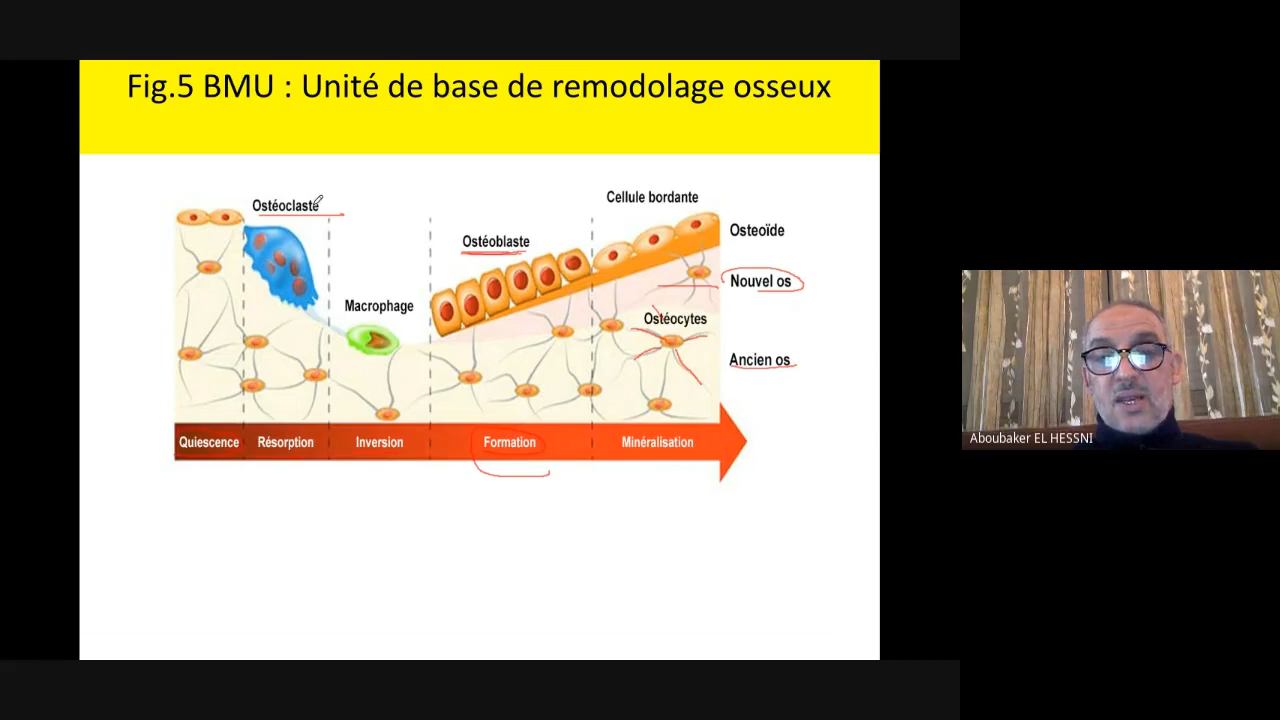 Fig.5 BMU : Unité de base de remodolage osseux
Cellule bordante
Ostéoclaste
Osteoïde
Ostéoblaste
Nouvel os
Macrophage
Ostéocytes
Ancien os
Quiescence Résorption Inversion Formation Minéralisation
Aboubaker EL HESSNI